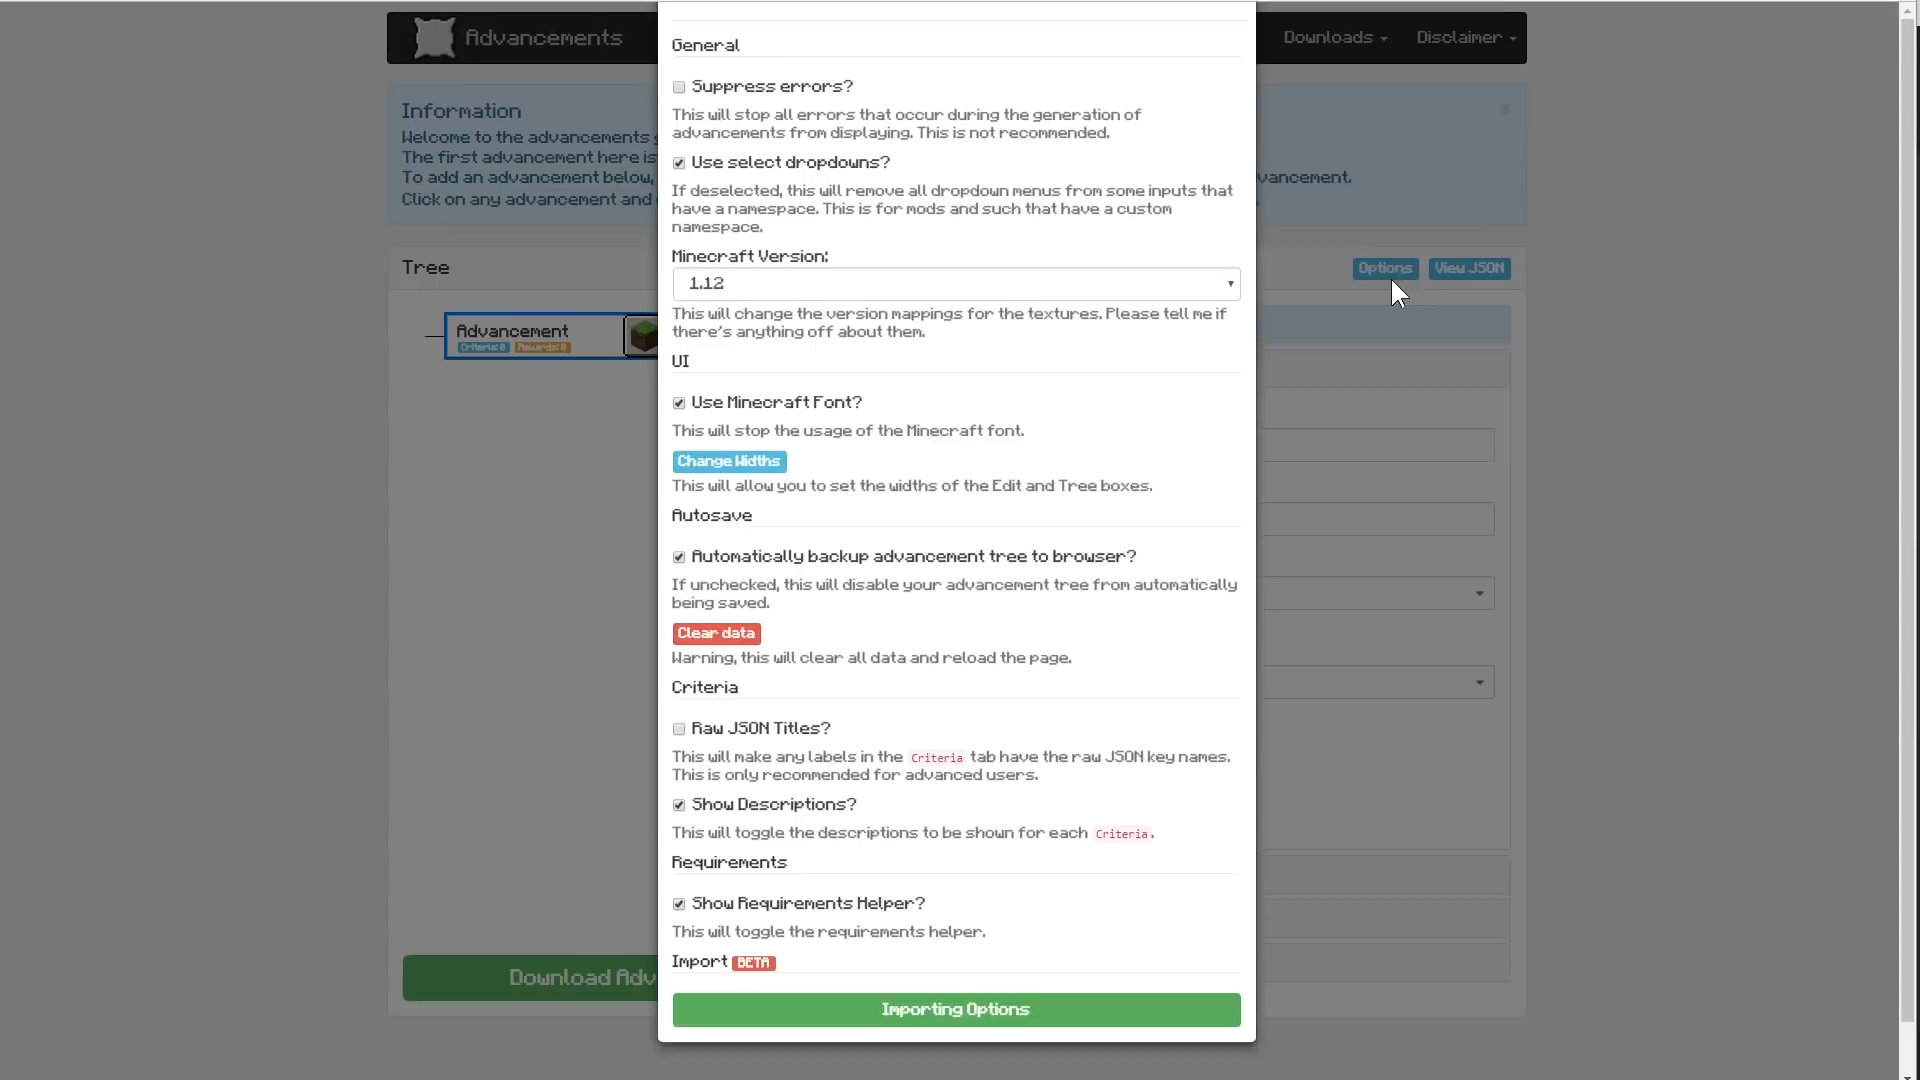 Advancements
Downloads
Disclaimer
Information
Welcome to the advancements
The first advancement here is
To add an advancement below,
vancement.
Click on any advancement and
Tree
Options
View JSON
Advancement
Criteria: 0
Rewards: 0
Download Adv
General
Suppress errors?
This will stop all errors that occur during the generation of
advancements from displaying. This is not recommended.
Use select dropdowns?
If deselected, this will remove all dropdown menus from some inputs that
have a namespace. This is for mods and such that have a custom
namespace.
Minecraft Version:
1.12
This will change the version mappings for the textures. Please tell me if
there's anything off about them.
UI
Use Minecraft Font?
This will stop the usage of the Minecraft font.
Change Widths
This will allow you to set the widths of the Edit and Tree boxes.
Autosave
Automatically backup advancement tree to browser?
If unchecked, this will disable your advancement tree from automatically
being saved.
Clear data
Warning, this will clear all data and reload the page.
Criteria
Raw JSON Titles?
This will make any labels in the Criteria tab have the raw JSON key names.
This is only recommended for advanced users.
Show Descriptions?
This will toggle the descriptions to be shown for each Criteria.
Requirements
Show Requirements Helper?
This will toggle the requirements helper.
Import BETA
Importing Options